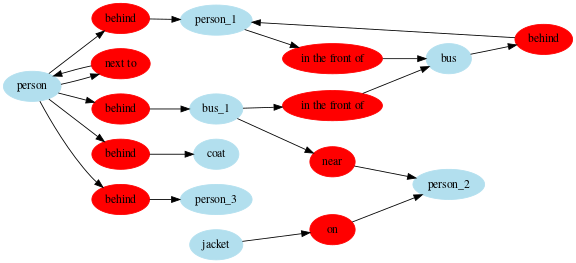 behind
person_1
behind
in the front of
bus
next to
person
behind
bus_1
in the front of
behind
coat
near
person_2
behind
person_3
on
jacket